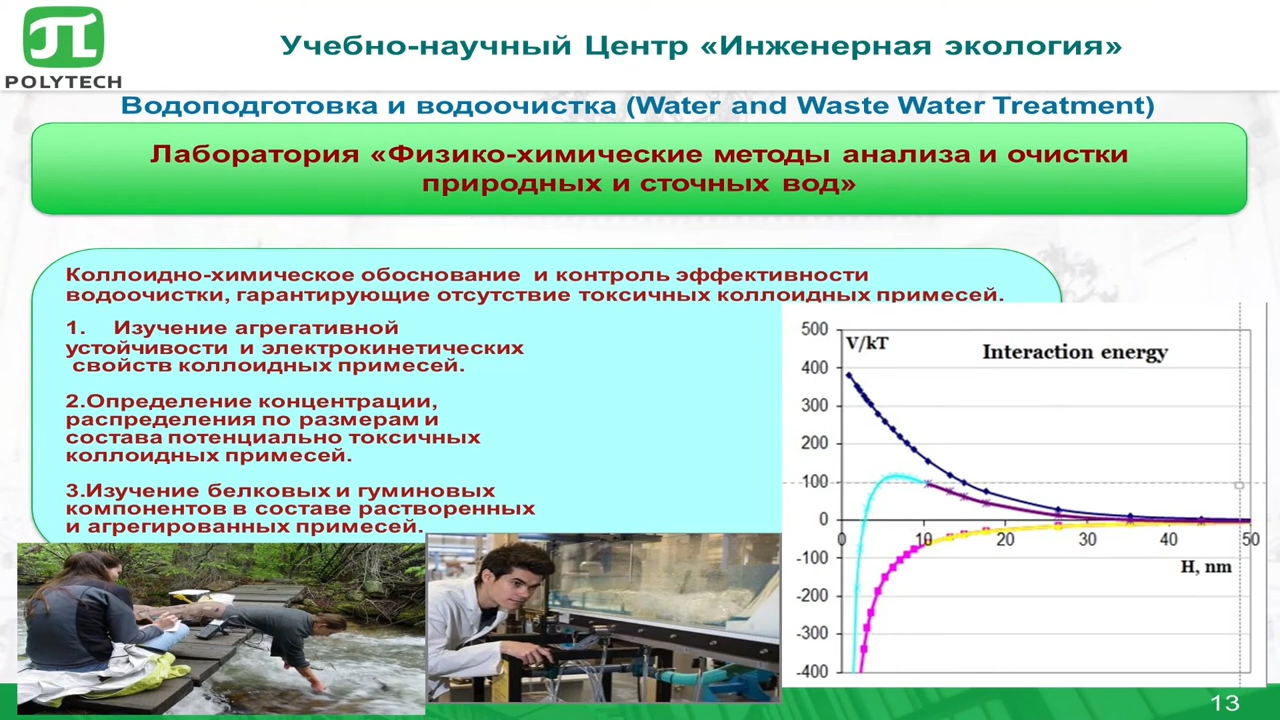 POLYTECH
Учебно-научный Центр «Инженерная экология»
Водоподготовка и водоочистка (Water and Waste Water Treatment)
Лаборатория «Физико-химические методы анализа и очистки
природных и сточных вод»
Коллоидно-химическое обоснование и контроль эффективности
водоочистки, гарантирующие отсутствие токсичных коллоидных примесей.
1. Изучение агрегативной
устойчивости и электрокинетических
свойств коллоидных примесей.
2.Определение концентрации,
распределения по размерам и
состава потенциально токсичных
коллоидных примесей.
3.Изучение белковых и гуминовых
компонентов в составе растворенных
и агрегированных примесей.
V/kT
Interaction energy
500
400
300
200
100
0
-100
-200
-300
-400
0 10 20 30 40 50
H, nm
13